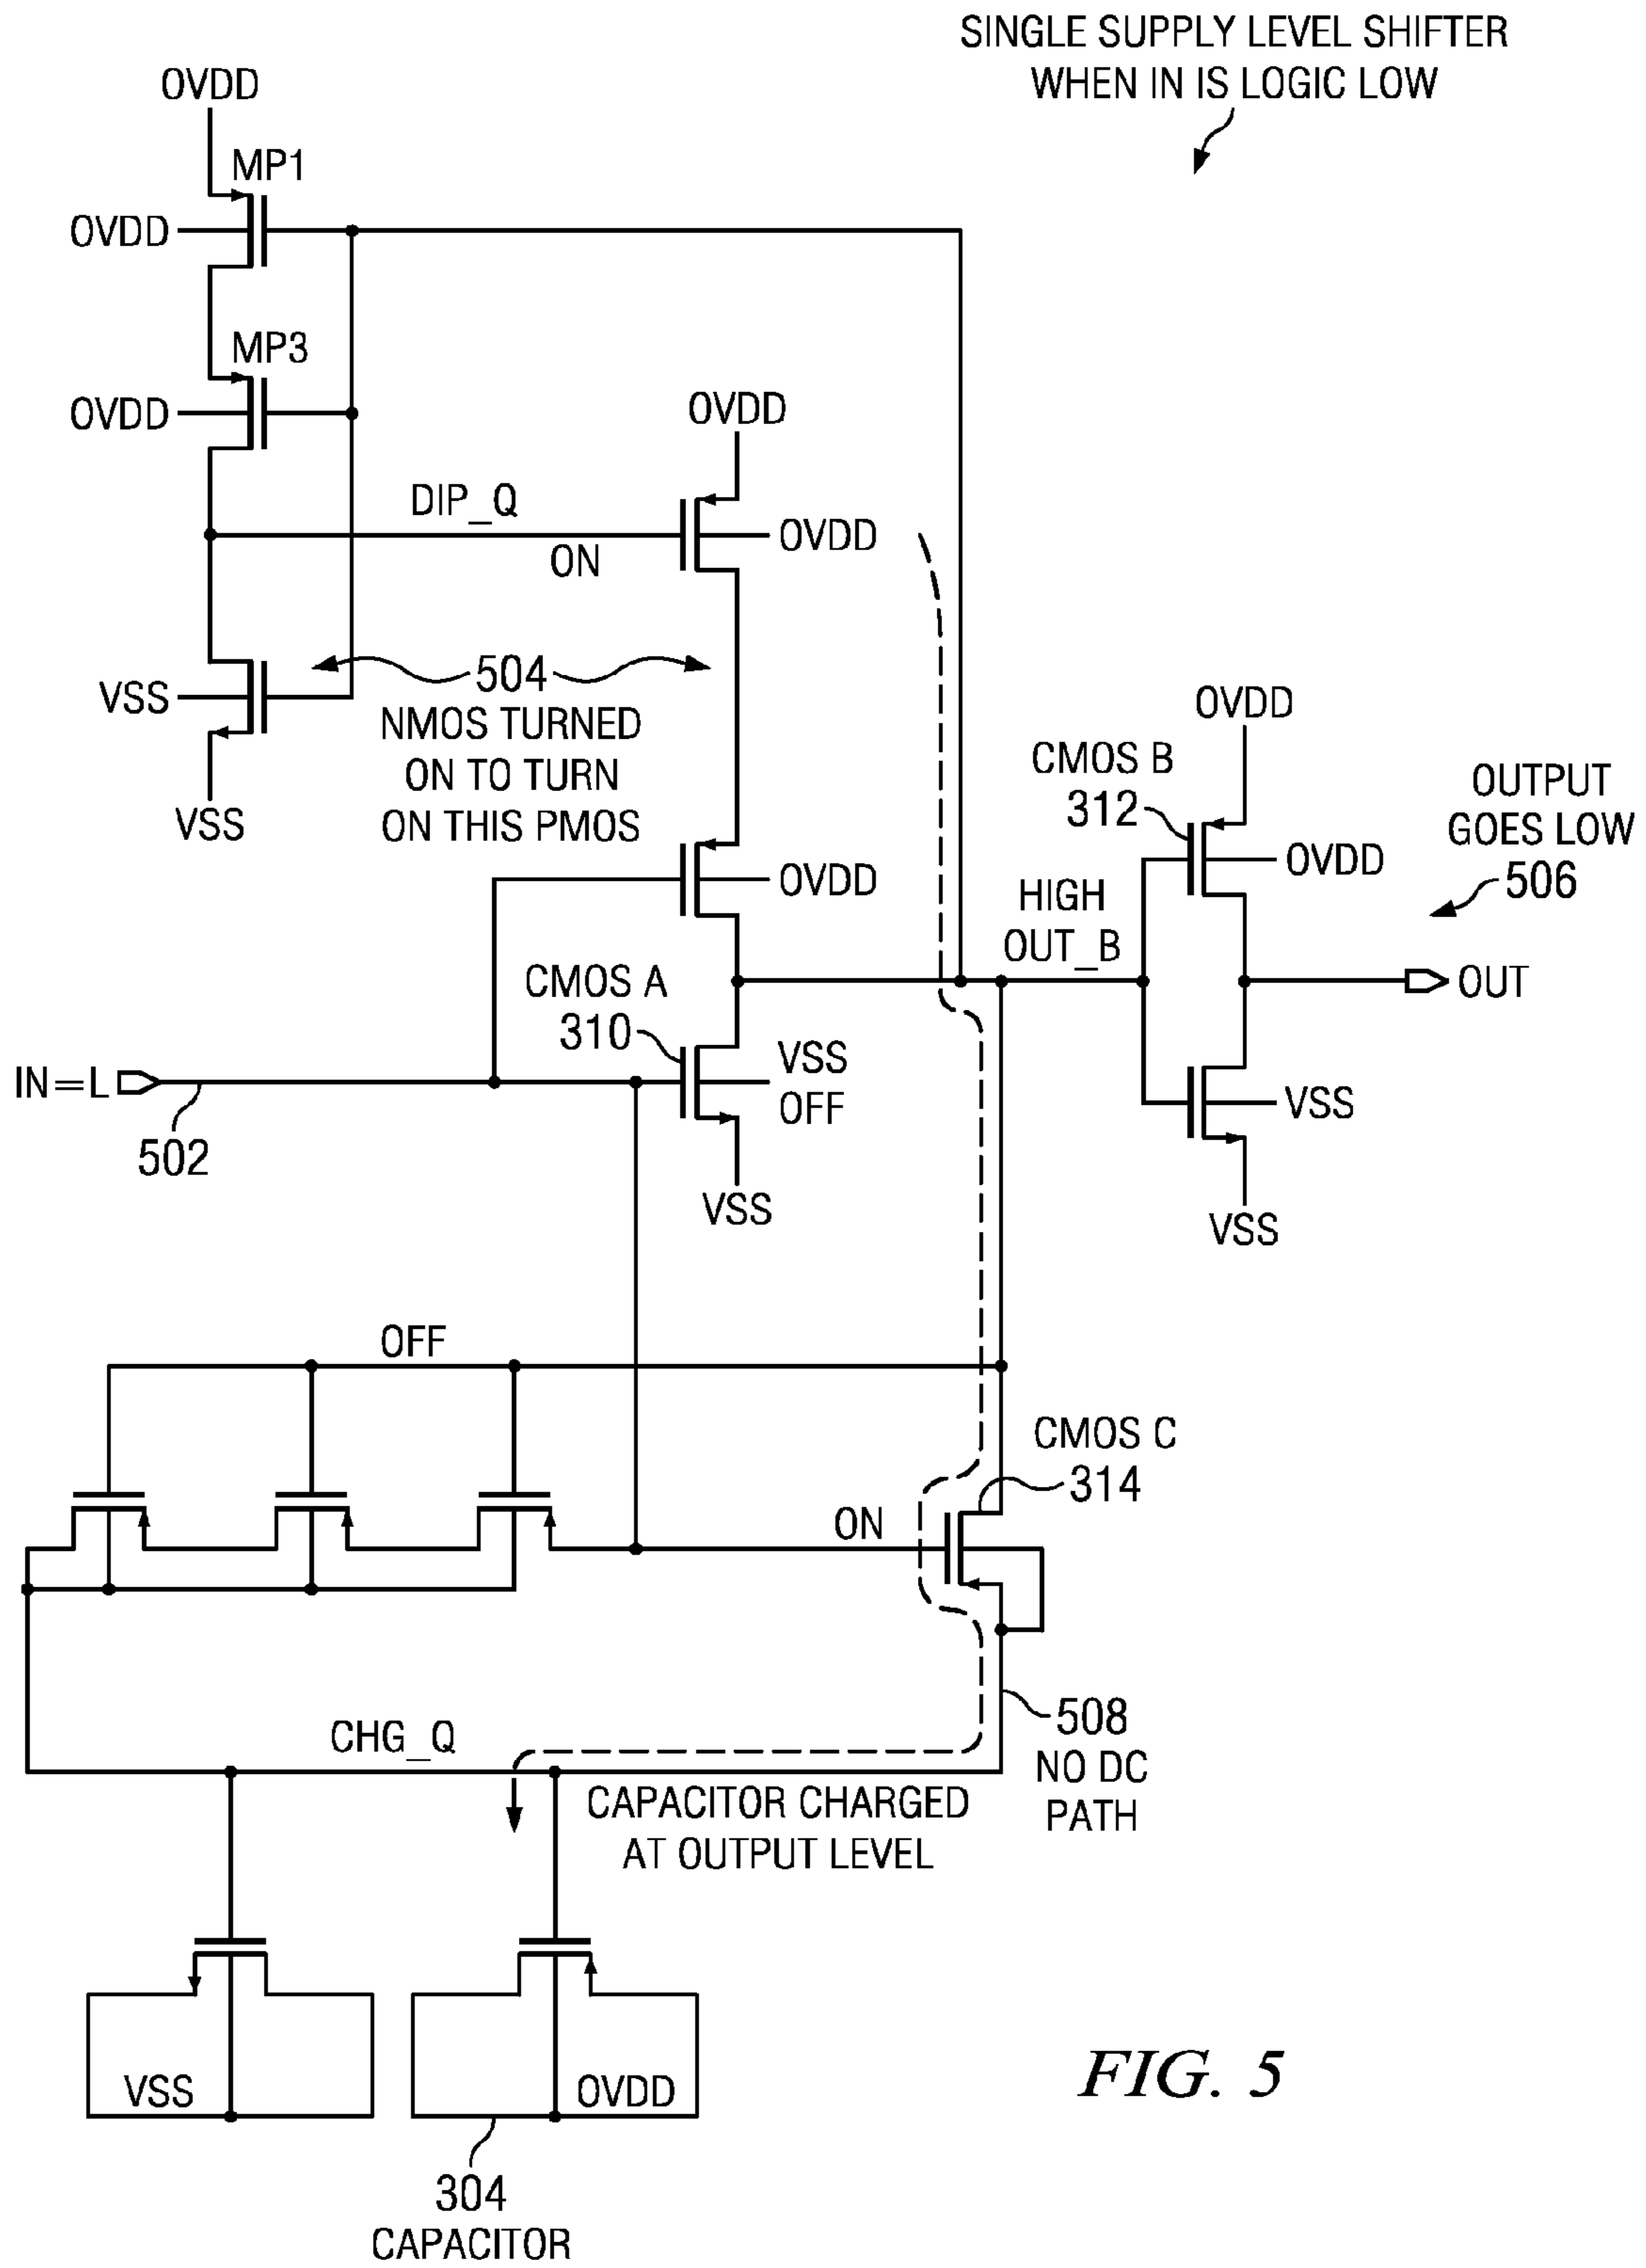 SINGLE SUPPLY LEVEL SHIFTER
WHEN IN IS LOGIC LOW
OVDD
MP1
OVDD
MP3
OVDD
OVDD
DIP_Q
ON
OVDD
504
NMOS TURNED
ON TO TURN
ON THIS PMOS
VSS
VSS
OVDD
CMOS B
312
OVDD
OUTPUT
GOES LOW
506
OVDD
HIGH
OUT_B
CMOS A
310
OUT
VSS
OFF
IN=L
502
VSS
VSS
VSS
OFF
CMOS C
314
ON
508
NO DC
PATH
CHG_Q
CAPACITOR CHARGED
AT OUTPUT LEVEL
VSS
OVDD
304
CAPACITOR
FIG. 5